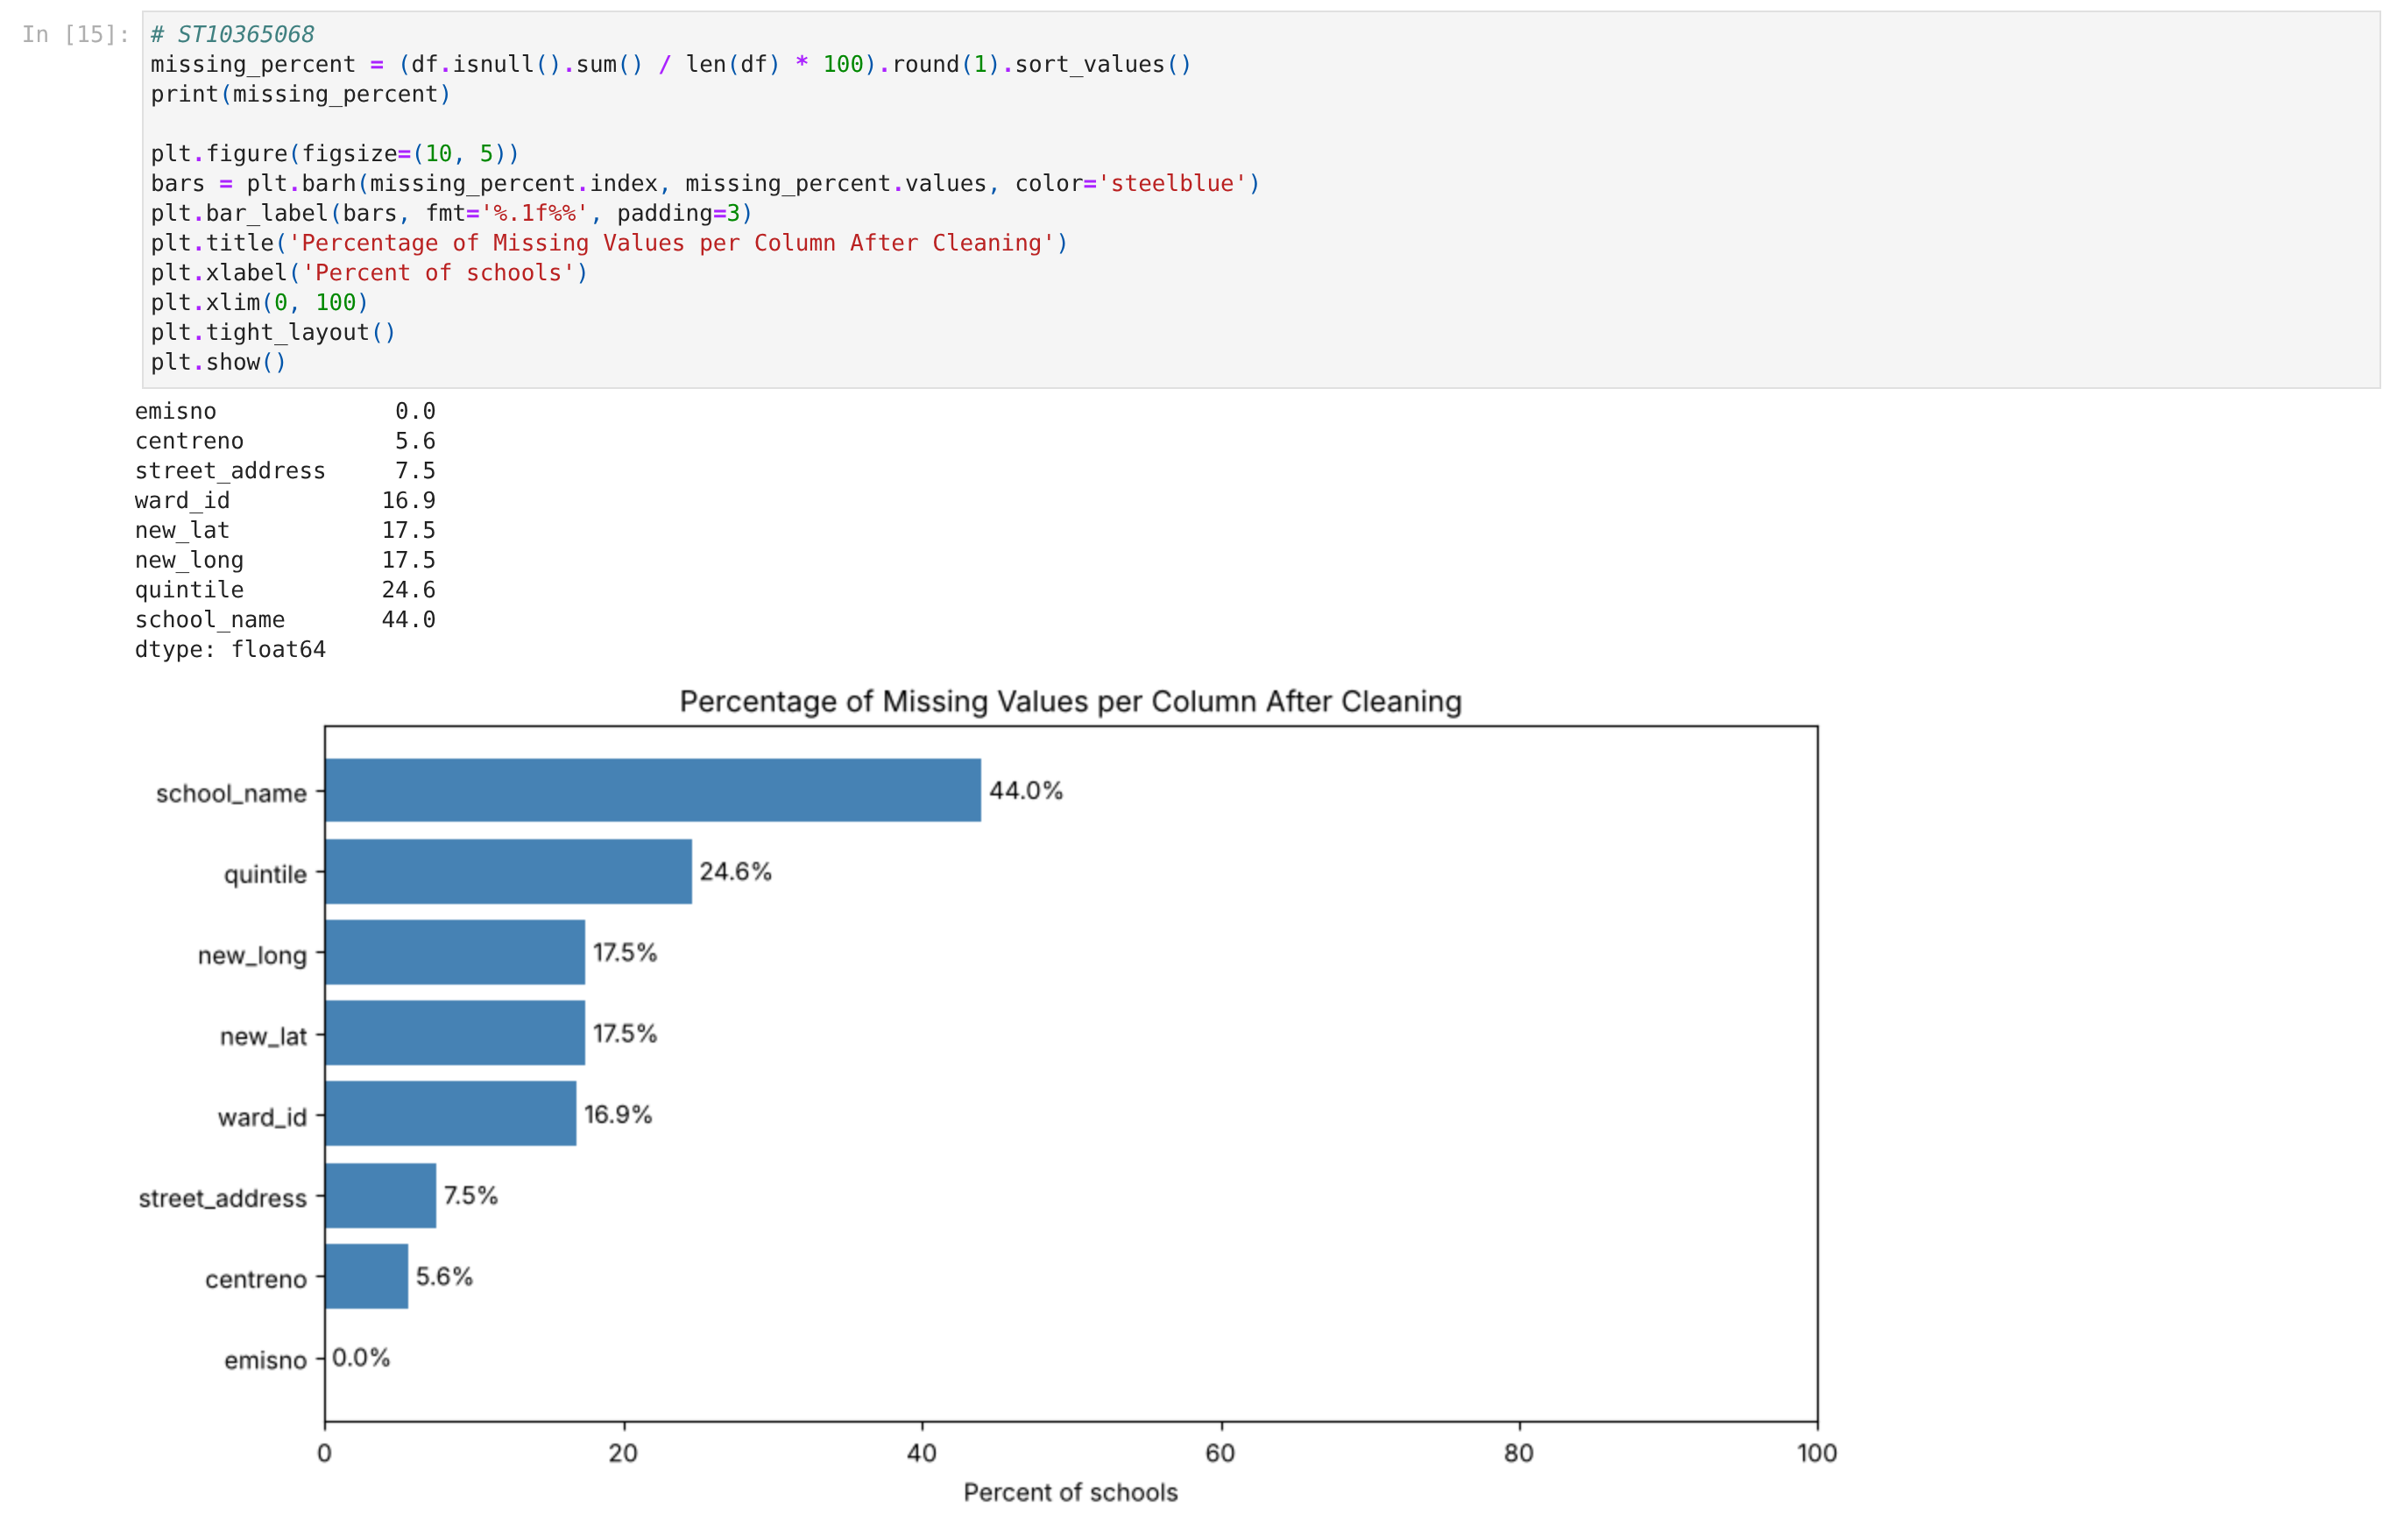 In [15]:
# ST10365068
missing_percent = (df.isnull().sum() / len(df) * 100).round(1).sort_values()
print(missing_percent)

plt.figure(figsize=(10, 5))
bars = plt.barh(missing_percent.index, missing_percent.values, color='steelblue')
plt.bar_label(bars, fmt='%.1f%%', padding=3)
plt.title('Percentage of Missing Values per Column After Cleaning')
plt.xlabel('Percent of schools')
plt.xlim(0, 100)
plt.tight_layout()
plt.show()
emisno 0.0
centreno 5.6
street_address 7.5
ward_id 16.9
new_lat 17.5
new_long 17.5
quintile 24.6
school_name 44.0
dtype: float64
Percentage of Missing Values per Column After Cleaning
school_name 44.0%
quintile 24.6%
new_long 17.5%
new_lat 17.5%
ward_id 16.9%
street_address 7.5%
centreno 5.6%
emisno 0.0%
0 20 40 60 80 100
Percent of schools